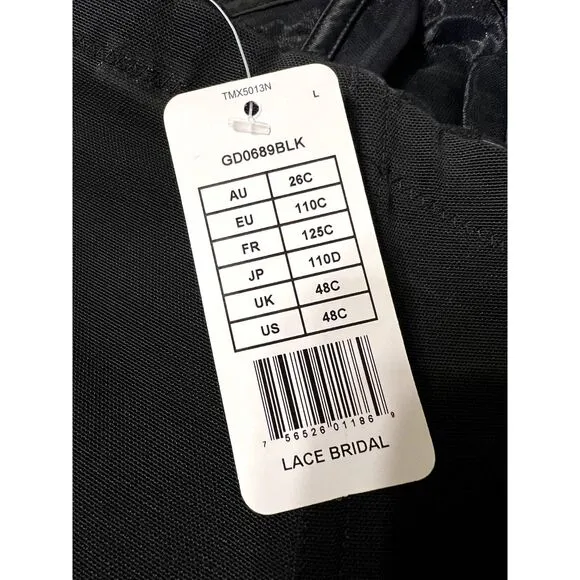 TMX5013N
L
GD0689BLK
AU 26C
EU 110C
FR 125C
JP 110D
UK 48C
US 48C
7 56526 01186 9
LACE BRIDAL